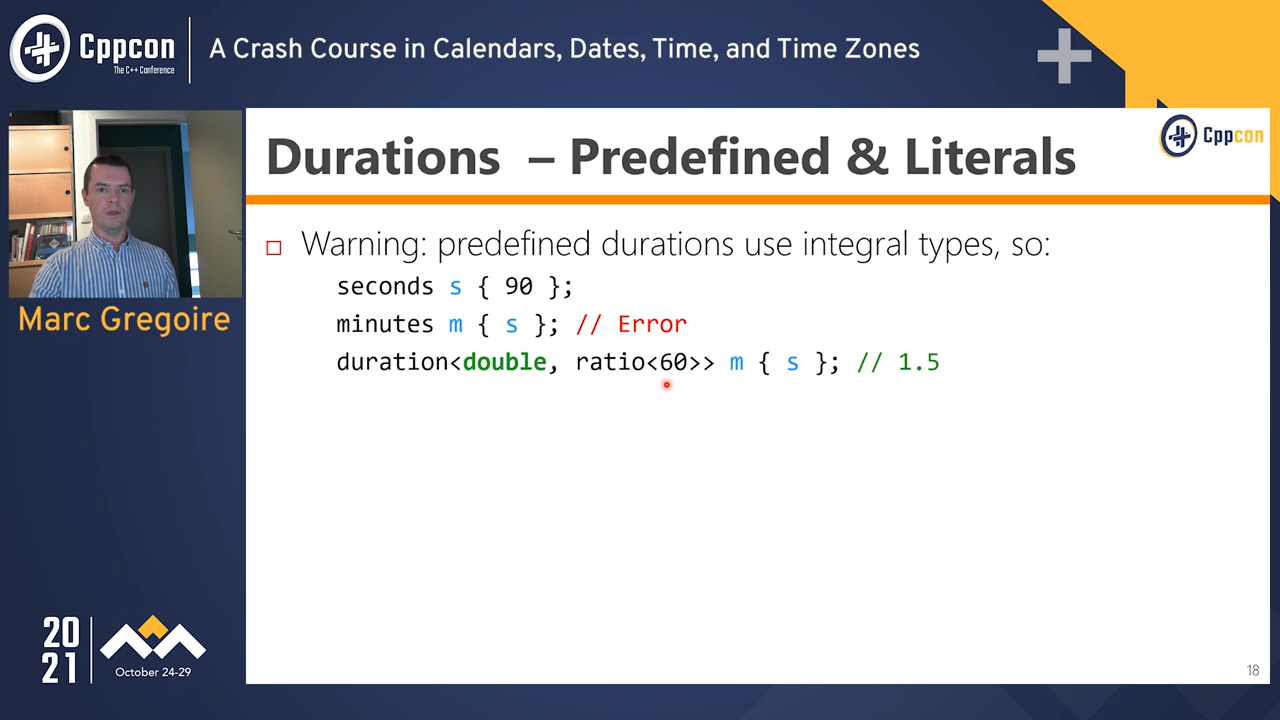 Cppcon
The C++ Conference
A Crash Course in Calendars, Dates, Time, and Time Zones
Cppcon
Durations – Predefined & Literals
Warning: predefined durations use integral types, so:
seconds s { 90 };
minutes m { s }; // Error
duration<double, ratio<60>> m { s }; // 1.5
Marc Gregoire
20
21
October 24-29
18